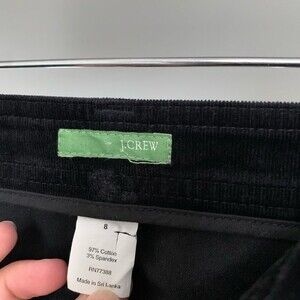 J.CREW
8
97% Cotton
3% Spandex
RN77388
Made in Sri Lanka